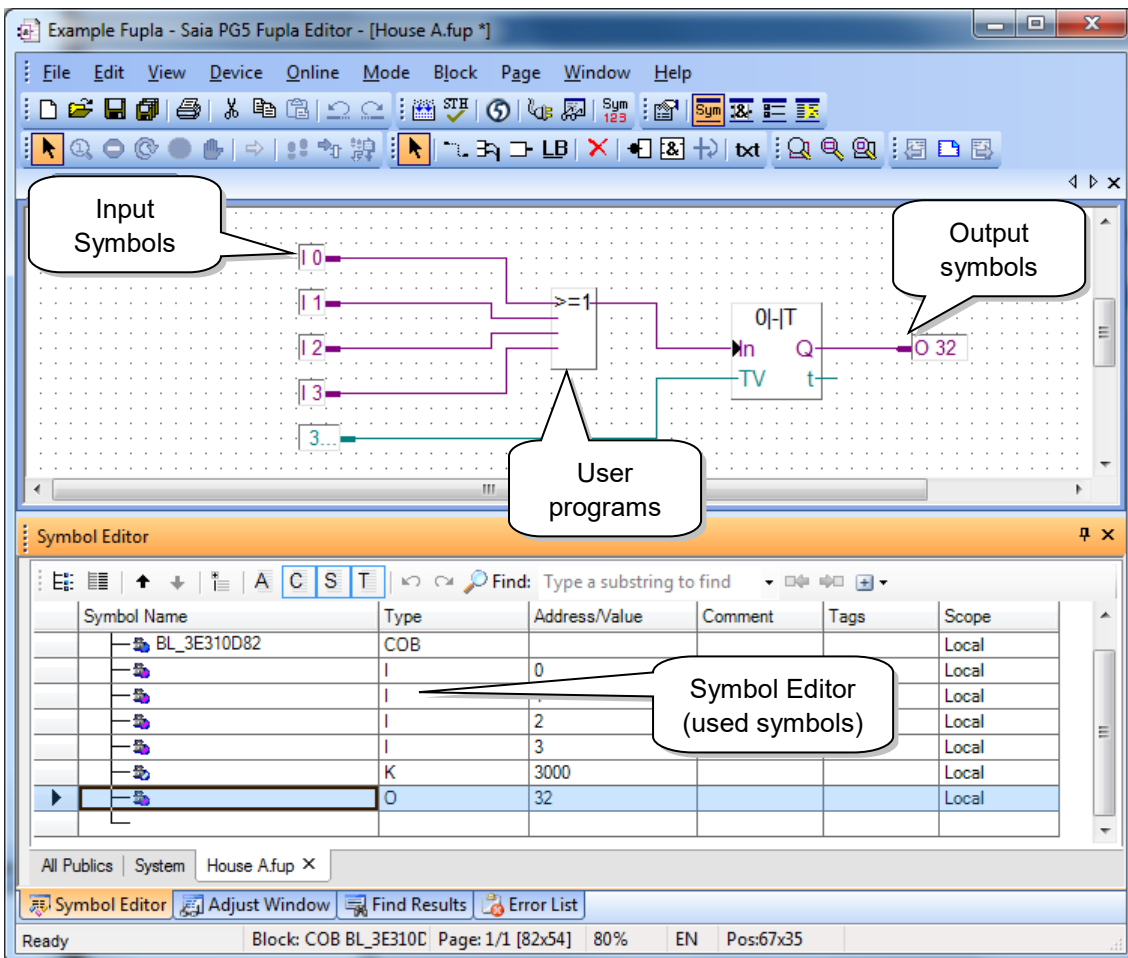 Example Fupla - Saia PG5 Fupla Editor - [House A.fup *]
File Edit View Device Online Mode Block Page Window Help
STH Sym 123 Sym
LB txt
Input
Symbols
Output
symbols
I 0
I 1
I 2
I 3
3...
>=1
0|-|T
In Q
TV t
O 32
User
programs
Symbol Editor
A C S T Find: Type a substring to find
Symbol Name Type Address/Value Comment Tags Scope
BL_3E310D82 COB Local
I 0 Local
I Local
I 2 Local
I 3 Local
K 3000 Local
O 32 Local
Symbol Editor
(used symbols)
All Publics System House A.fup
Symbol Editor Adjust Window Find Results Error List
Ready Block: COB BL_3E310D Page: 1/1 [82x54] 80% EN Pos:67x35